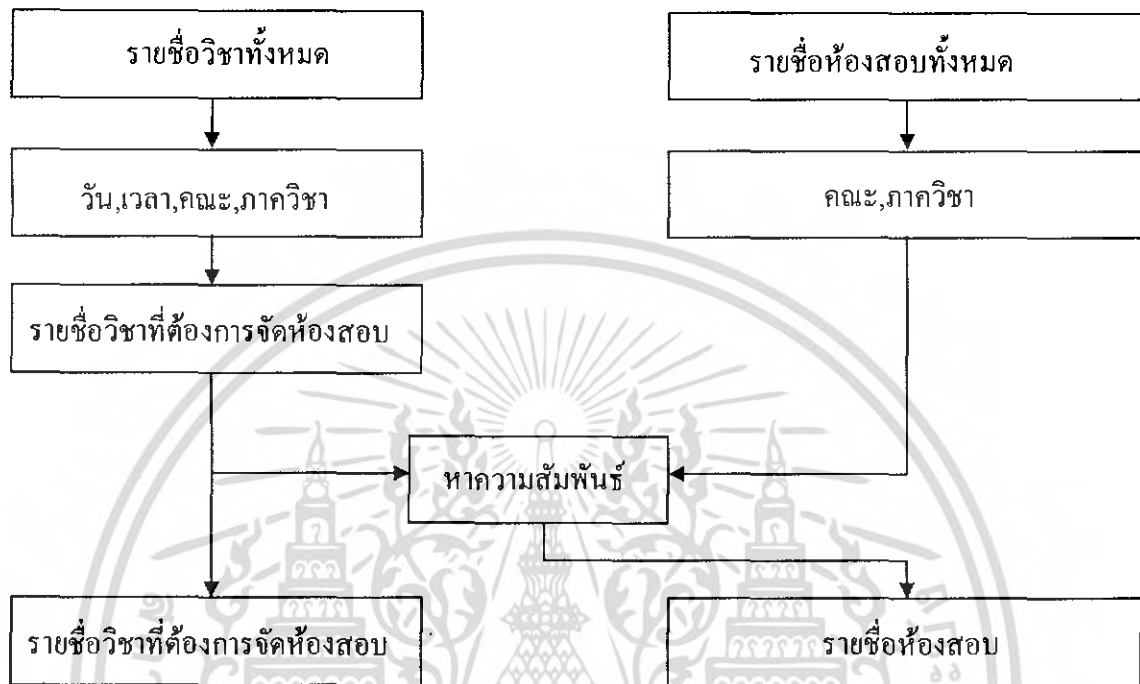 รายชื่อวิชาทั้งหมด
รายชื่อห้องสอบทั้งหมด
วัน,เวลา,คณะ,ภาควิชา
คณะ,ภาควิชา
รายชื่อวิชาที่ต้องการจัดห้องสอบ
หาความสัมพันธ์
รายชื่อวิชาที่ต้องการจัดห้องสอบ
รายชื่อห้องสอบ